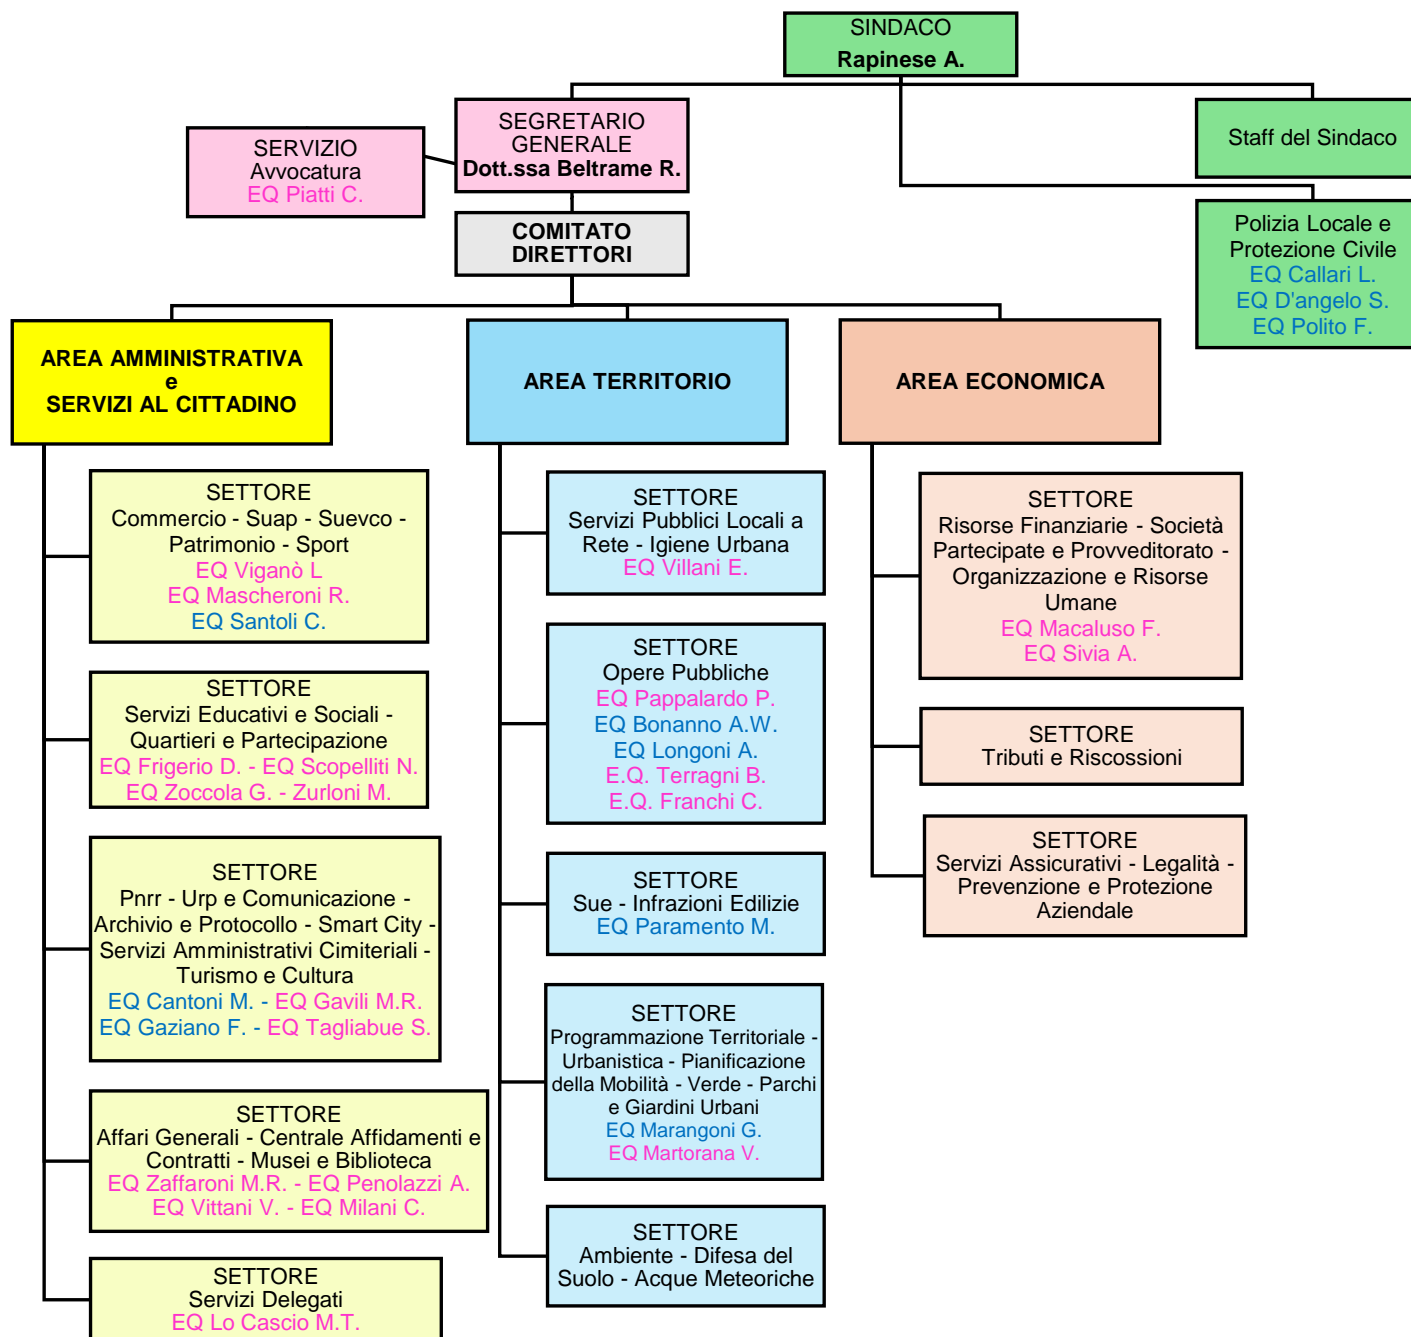 SINDACO
Rapinese A.
SEGRETARIO
GENERALE
Dott.ssa Beltrame R.
SERVIZIO
Avvocatura
EQ Piatti C.
Staff del Sindaco
COMITATO
DIRETTORI
Polizia Locale e
Protezione Civile
EQ Callari L.
EQ D'angelo S.
EQ Polito F.
AREA AMMINISTRATIVA
e
SERVIZI AL CITTADINO
AREA TERRITORIO
AREA ECONOMICA
SETTORE
Commercio - Suap - Suevco -
Patrimonio - Sport
EQ Viganò L
EQ Mascheroni R.
EQ Santoli C.
SETTORE
Servizi Educativi e Sociali -
Quartieri e Partecipazione
EQ Frigerio D. - EQ Scopelliti N.
EQ Zoccola G. - Zurloni M.
SETTORE
Pnrr - Urp e Comunicazione -
Archivio e Protocollo - Smart City -
Servizi Amministrativi Cimiteriali -
Turismo e Cultura
EQ Cantoni M. - EQ Gavili M.R.
EQ Gaziano F. - EQ Tagliabue S.
SETTORE
Affari Generali - Centrale Affidamenti e
Contratti - Musei e Biblioteca
EQ Zaffaroni M.R. - EQ Penolazzi A.
EQ Vittani V. - EQ Milani C.
SETTORE
Servizi Delegati
EQ Lo Cascio M.T.
SETTORE
Servizi Pubblici Locali a
Rete - Igiene Urbana
EQ Villani E.
SETTORE
Opere Pubbliche
EQ Pappalardo P.
EQ Bonanno A.W.
EQ Longoni A.
E.Q. Terragni B.
E.Q. Franchi C.
SETTORE
Sue - Infrazioni Edilizie
EQ Paramento M.
SETTORE
Programmazione Territoriale -
Urbanistica - Pianificazione
della Mobilità - Verde - Parchi
e Giardini Urbani
EQ Marangoni G.
EQ Martorana V.
SETTORE
Ambiente - Difesa del
Suolo - Acque Meteoriche
SETTORE
Risorse Finanziarie - Società
Partecipate e Provveditorato -
Organizzazione e Risorse
Umane
EQ Macaluso F.
EQ Sivia A.
SETTORE
Tributi e Riscossioni
SETTORE
Servizi Assicurativi - Legalità -
Prevenzione e Protezione
Aziendale